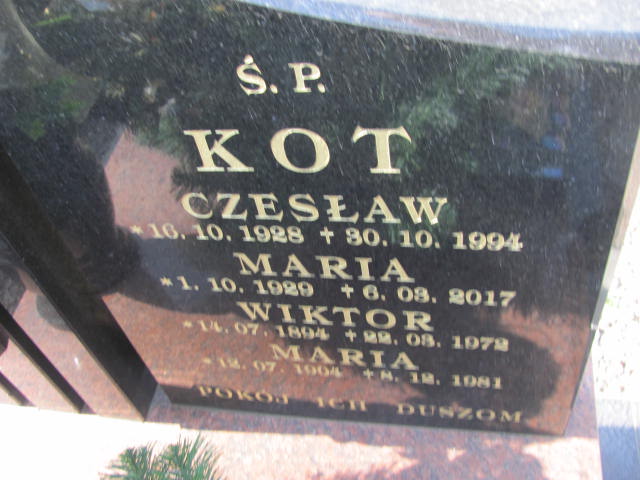 Ś. P.
KOT
CZESŁAW
*16. 10. 1928 ✝ 30. 10. 1994
MARIA
*1. 10. 1929 ✝ 6. 03. 2017
WIKTOR
*14. 07. 1894 ✝ 22. 03. 1972
MARIA
*12. 07. 1904 ✝ 8. 12. 1981
POKÓJ ICH DUSZOM